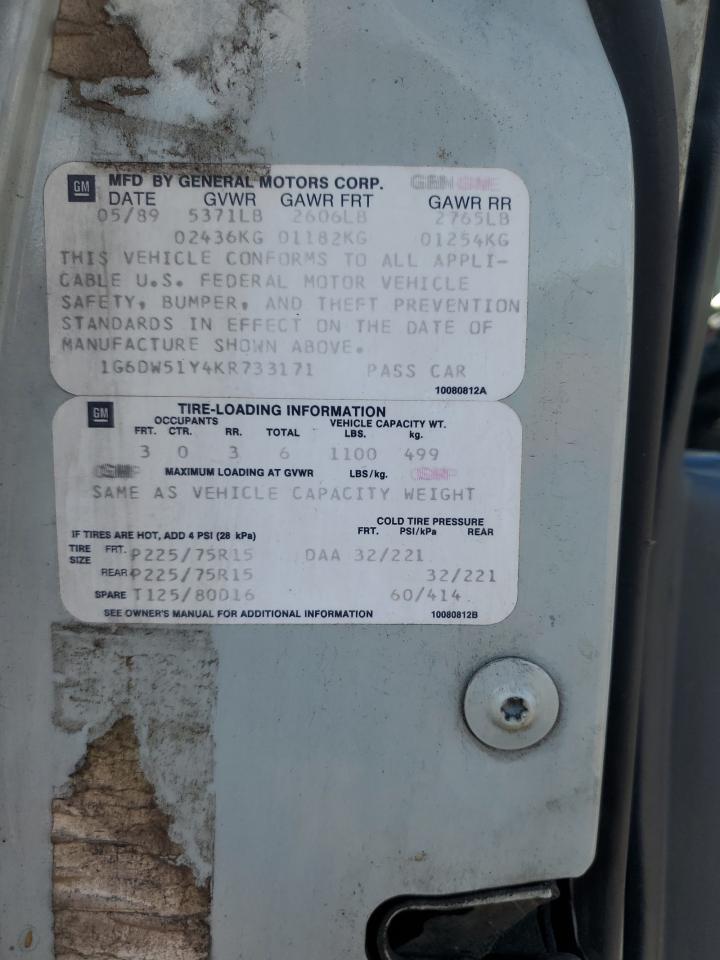 GM MFD BY GENERAL MOTORS CORP.
DATE GVWR GAWR FRT GAWR RR
05/89 5371LB 2606LB 2765LB
02436KG 01182KG 01254KG
THIS VEHICLE CONFORMS TO ALL APPLI-
CABLE U.S. FEDERAL MOTOR VEHICLE
SAFETY, BUMPER, AND THEFT PREVENTION
STANDARDS IN EFFECT ON THE DATE OF
MANUFACTURE SHOWN ABOVE.
1G6DW51Y4KR733171 PASS CAR
10080812A
GM TIRE-LOADING INFORMATION
OCCUPANTS VEHICLE CAPACITY WT.
FRT. CTR. RR. TOTAL LBS. kg.
3 0 3 6 1100 499
MAXIMUM LOADING AT GVWR LBS/kg.
SAME AS VEHICLE CAPACITY WEIGHT
COLD TIRE PRESSURE
IF TIRES ARE HOT, ADD 4 PSI (28 kPa) FRT. PSI/kPa REAR
TIRE SIZE FRT. P225/75R15 DAA 32/221
REAR P225/75R15 32/221
SPARE T125/80D16 60/414
SEE OWNER'S MANUAL FOR ADDITIONAL INFORMATION 10080812B